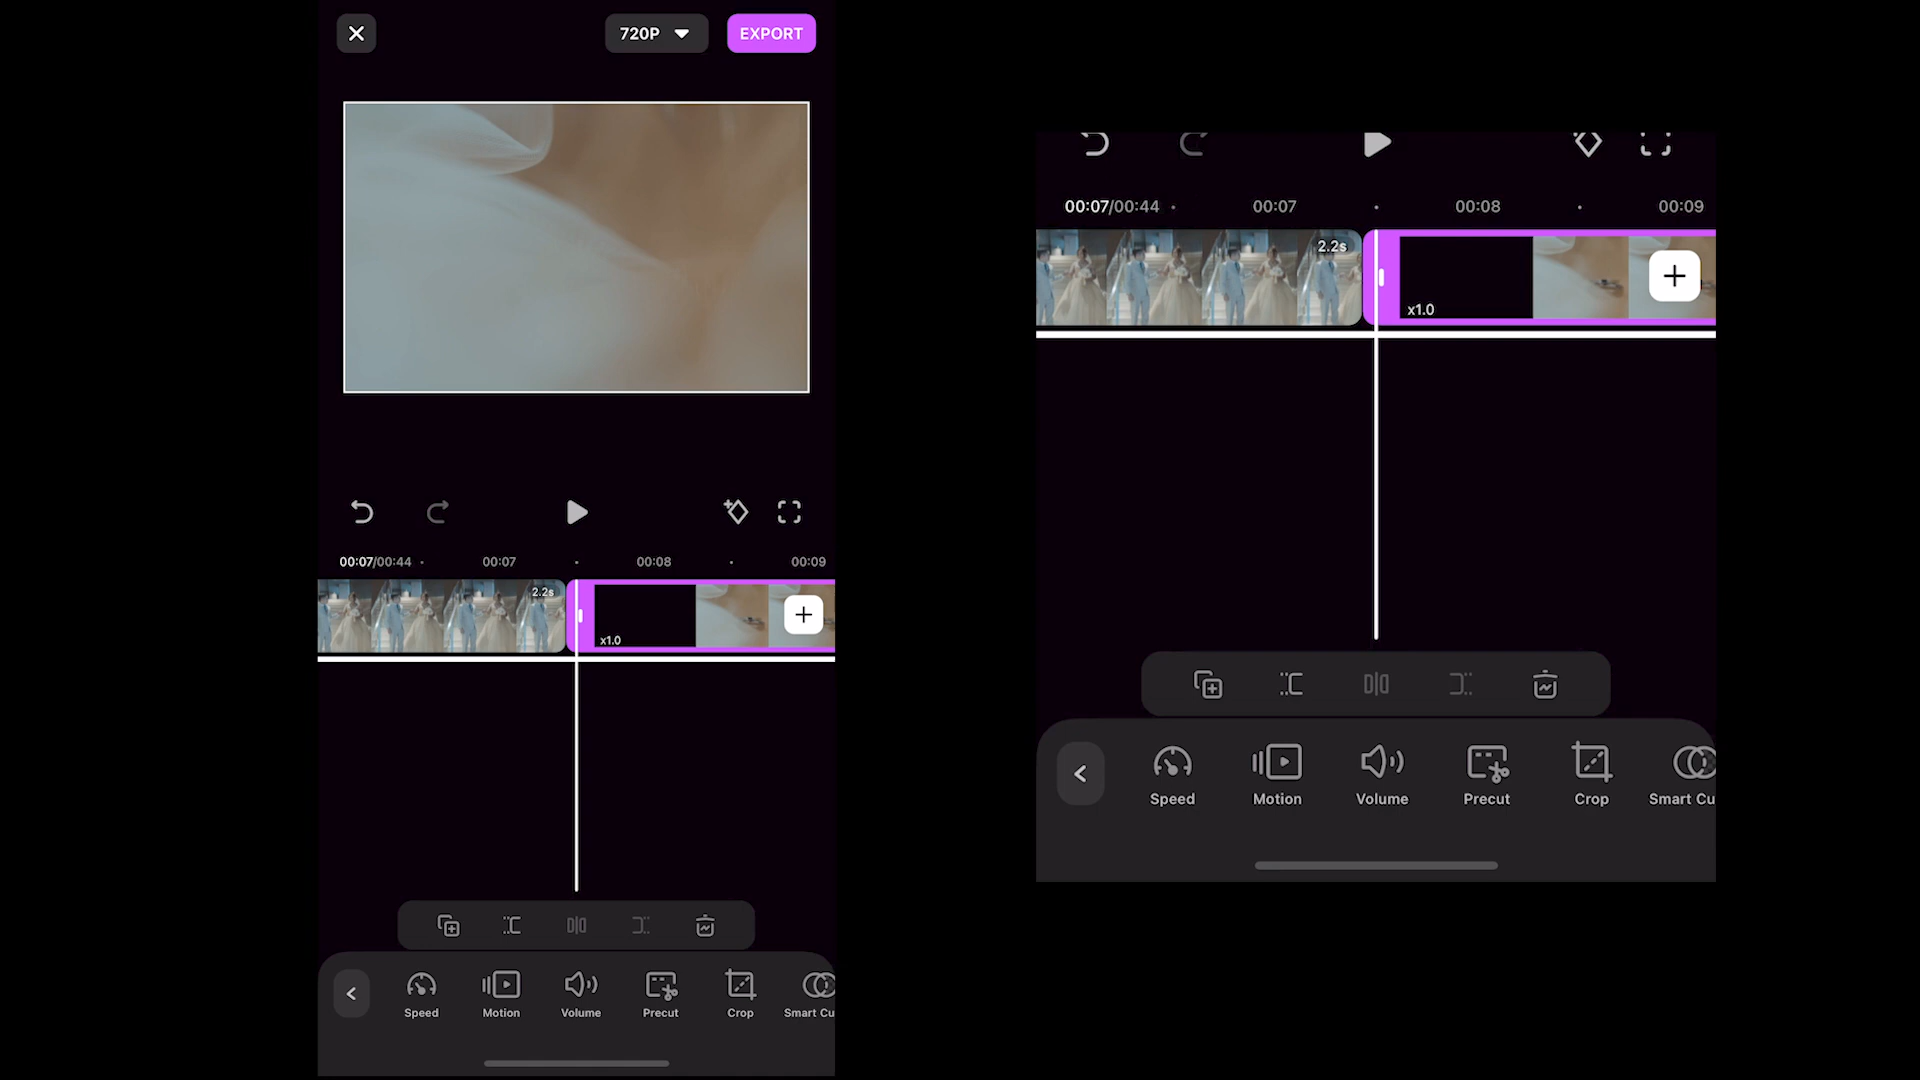 720P
EXPORT
00:07/00:44
00:07
00:08
00:09
2.2s
x1.0
Speed
Motion
Volume
Precut
Crop
Smart Cu
00:07/00:44
00:07
00:08
00:09
2.2s
x1.0
Speed
Motion
Volume
Precut
Crop
Smart Cu